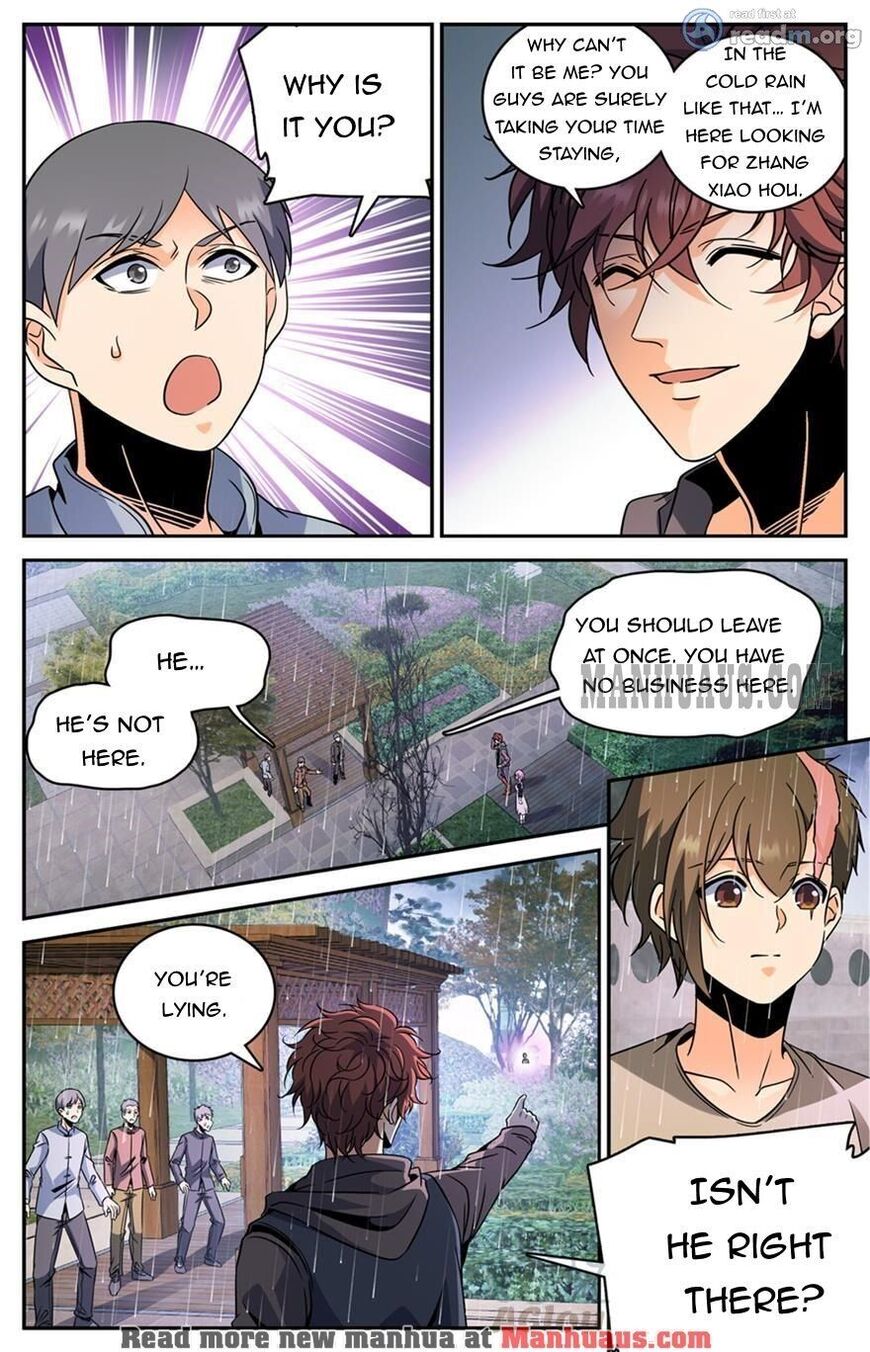 read first at
readm.org
WHY IS
IT YOU?
WHY CAN'T
IT BE ME? YOU
GUYS ARE SURELY
TAKING YOUR TIME
STAYING,
IN THE
COLD RAIN
LIKE THAT... I'M
HERE LOOKING
FOR ZHANG
XIAO HOU.
HE...
HE'S NOT
HERE.
YOU SHOULD LEAVE
AT ONCE. YOU HAVE
NO BUSINESS HERE.
MANHUAUS.COM
YOU'RE
LYING.
ISN'T
HE RIGHT
THERE?
Read more new manhua at Manhuaus.com